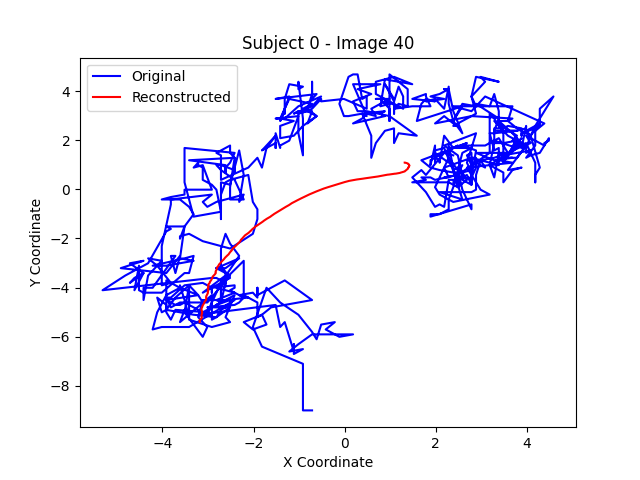 Subject 0 - Image 40
Original
Reconstructed
Y Coordinate
4
2
0
−2
−4
−6
−8
−4
−2
0
2
4
X Coordinate